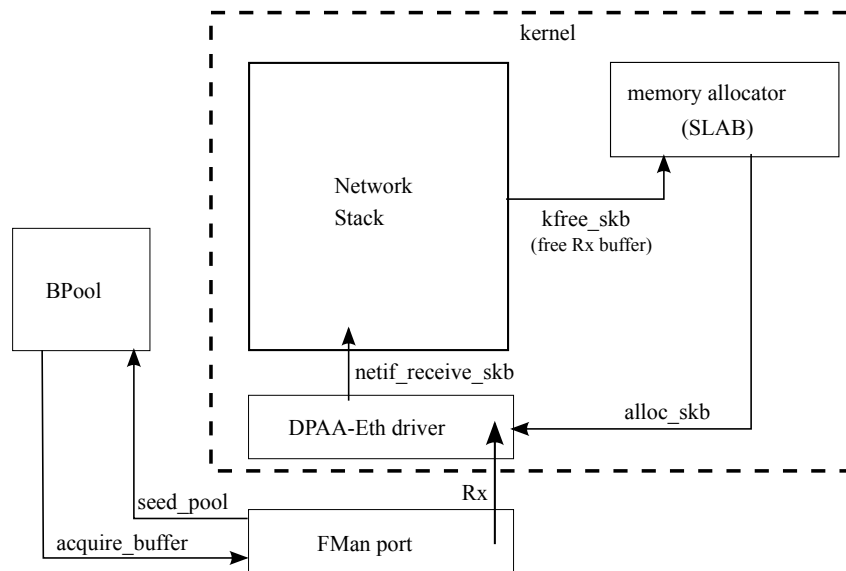 kernel
memory allocator
(SLAB)
Network
Stack
kfree_skb
(free Rx buffer)
BPool
netif_receive_skb
DPAA-Eth driver
alloc_skb
Rx
seed_pool
FMan port
acquire_buffer